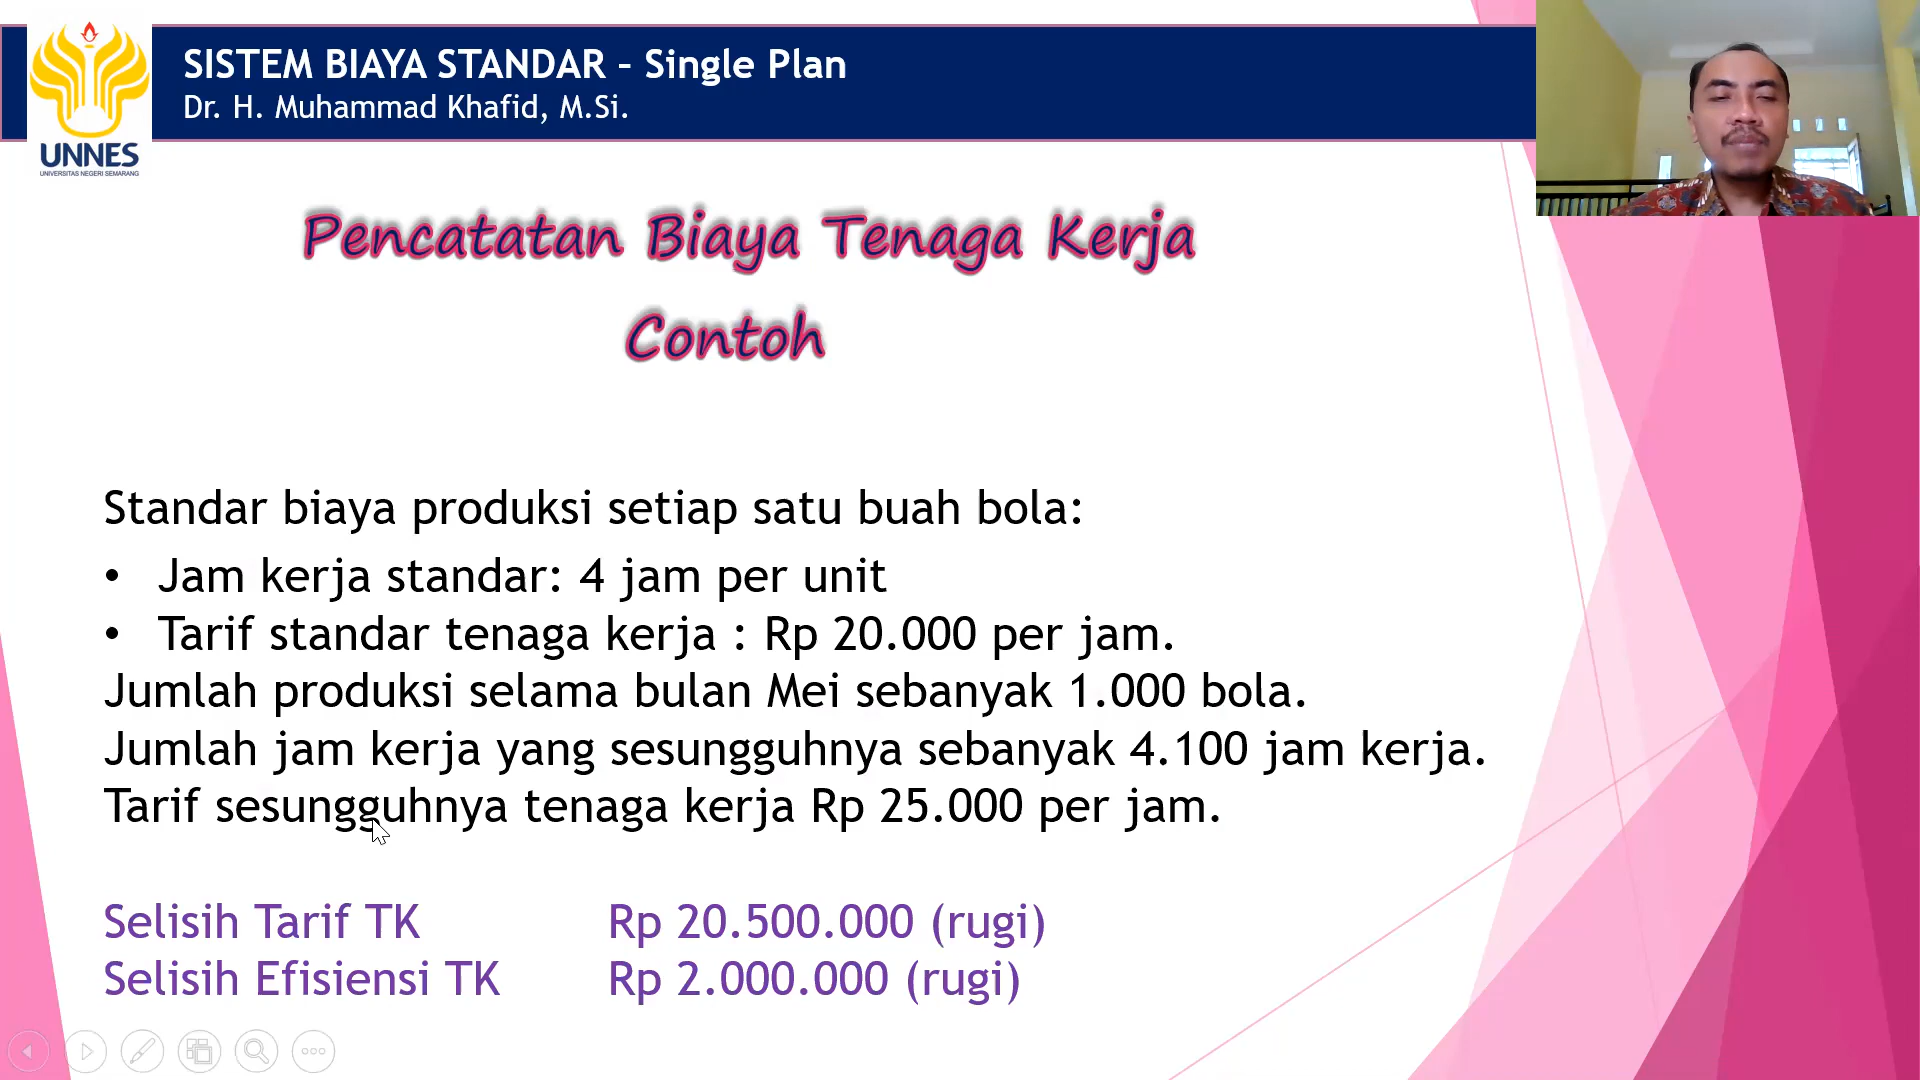 SISTEM BIAYA STANDAR – Single Plan
Dr. H. Muhammad Khafid, M.Si.
UNNES
UNIVERSITAS NEGERI SEMARANG
Pencatatan Biaya Tenaga Kerja
Contoh
Standar biaya produksi setiap satu buah bola:
• Jam kerja standar: 4 jam per unit
• Tarif standar tenaga kerja : Rp 20.000 per jam.
Jumlah produksi selama bulan Mei sebanyak 1.000 bola.
Jumlah jam kerja yang sesungguhnya sebanyak 4.100 jam kerja.
Tarif sesungguhnya tenaga kerja Rp 25.000 per jam.
Selisih Tarif TK Rp 20.500.000 (rugi)
Selisih Efisiensi TK Rp 2.000.000 (rugi)